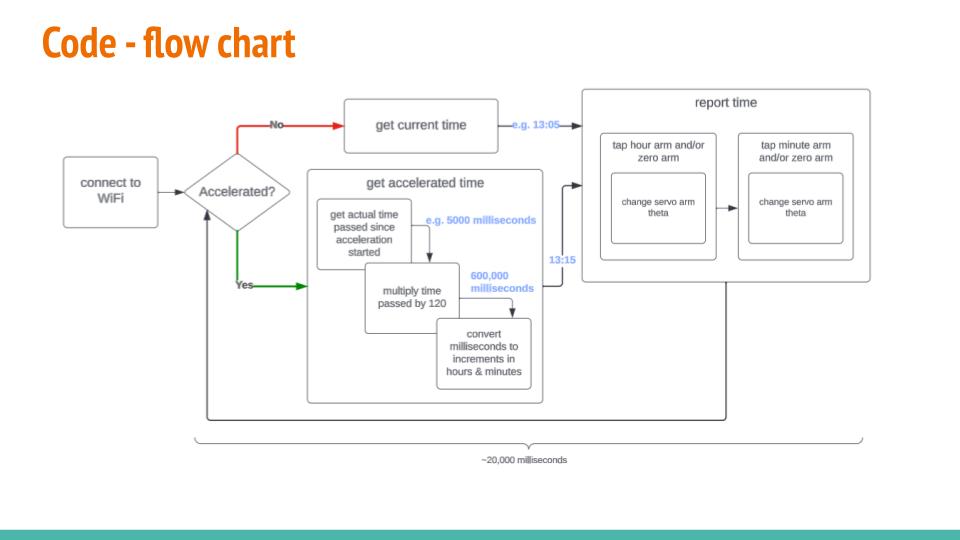 Code - flow chart
connect to
WiFi
Accelerated?
No
get current time
e.g. 13:05
Yes
get accelerated time
get actual time
passed since
acceleration
started
e.g. 5000 milliseconds
multiply time
passed by 120
600,000
milliseconds
convert
milliseconds to
increments in
hours & minutes
13:15
report time
tap hour arm and/or
zero arm
change servo arm
theta
tap minute arm
and/or zero arm
change servo arm
theta
~20,000 milliseconds